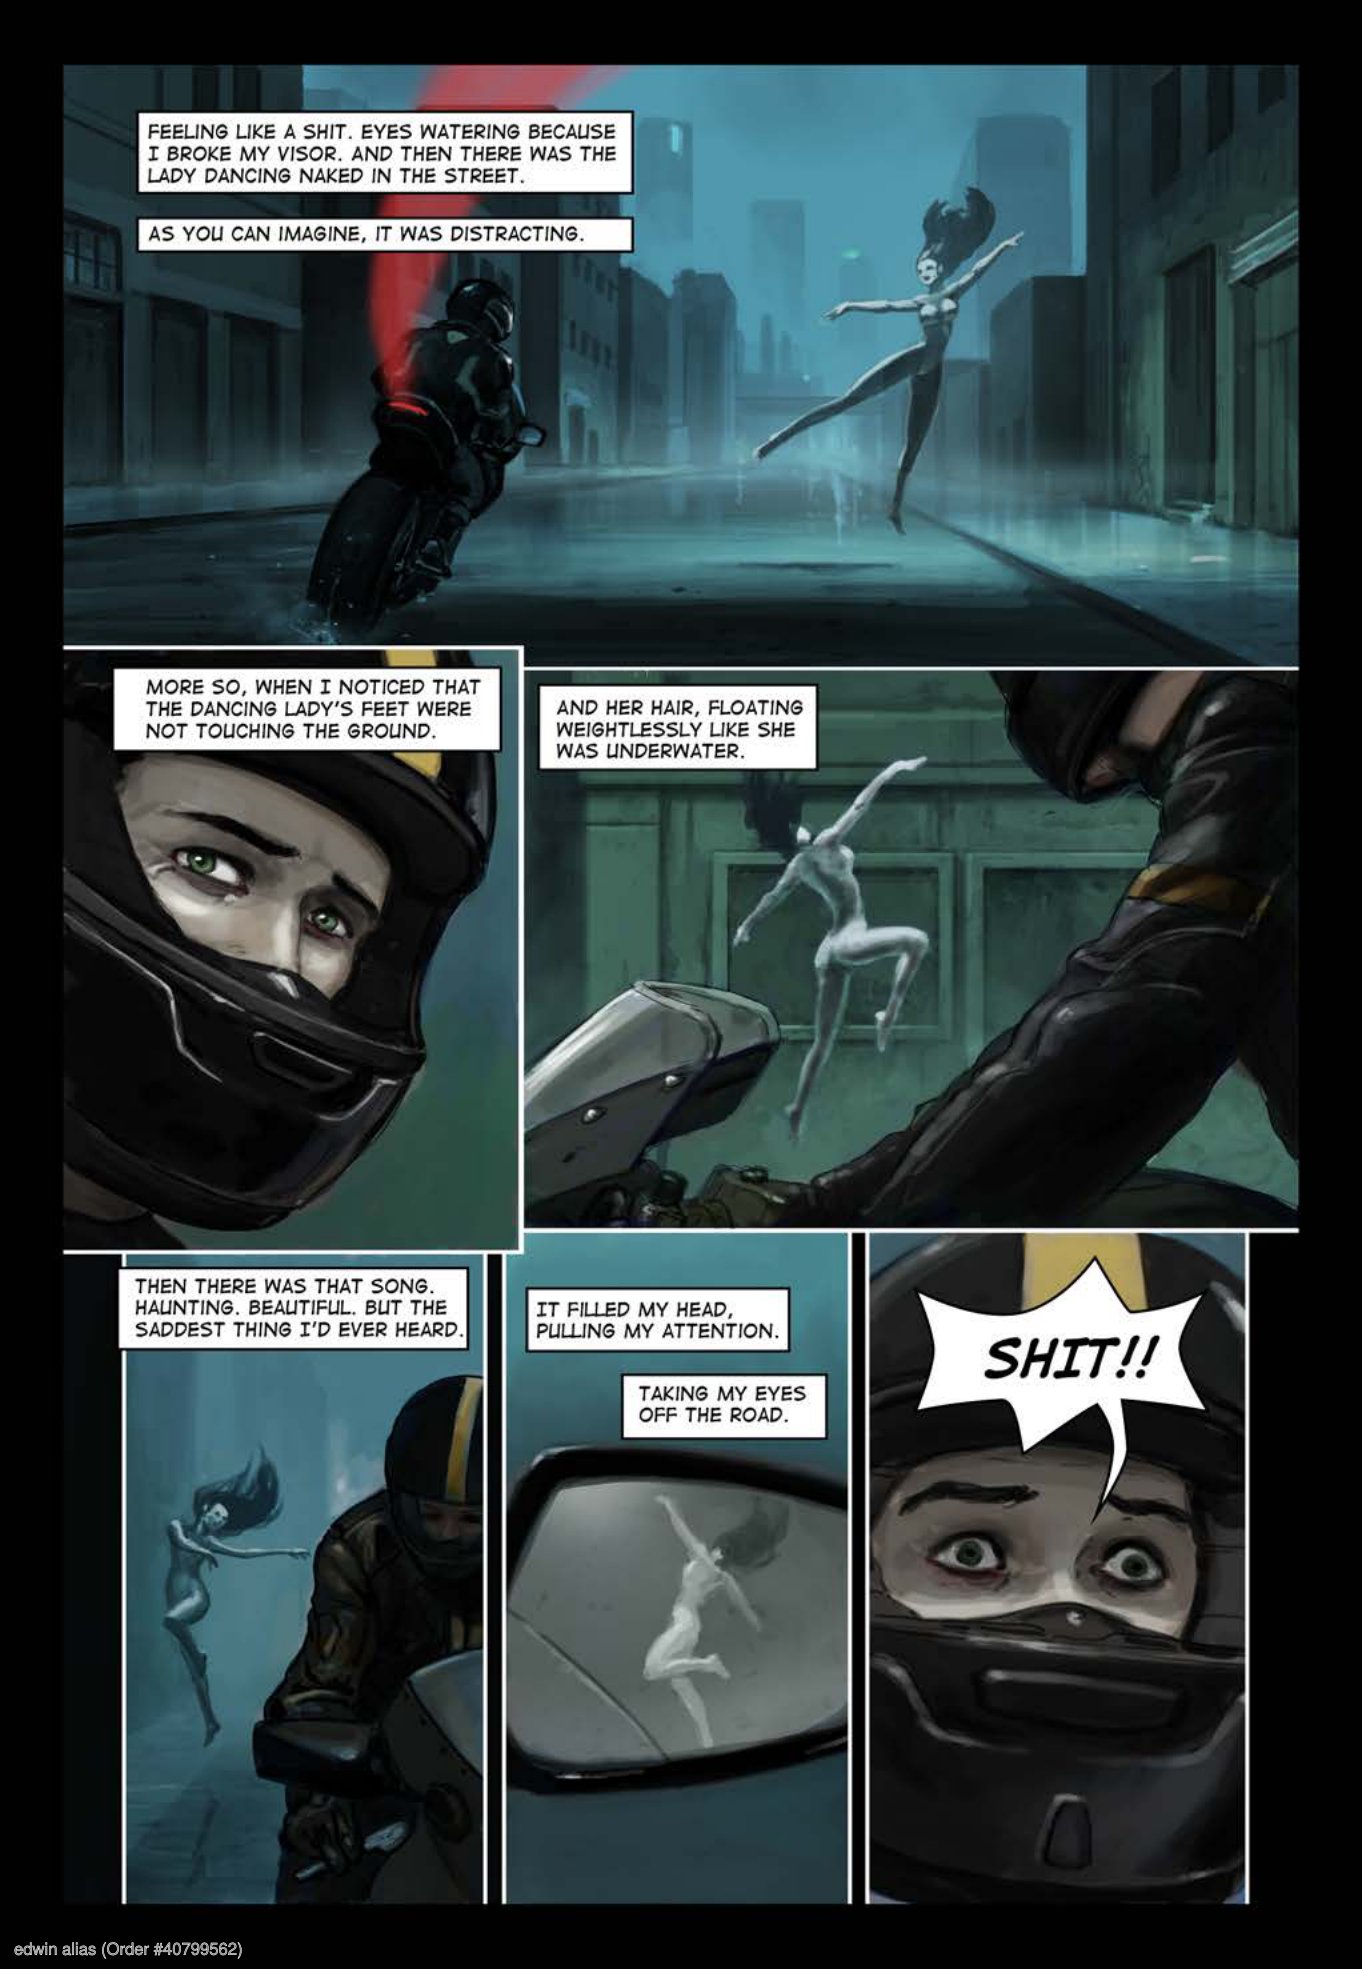 FEELING LIKE A SHIT. EYES WATERING BECAUSE
I BROKE MY VISOR. AND THEN THERE WAS THE
LADY DANCING NAKED IN THE STREET.
AS YOU CAN IMAGINE, IT WAS DISTRACTING.
MORE SO, WHEN I NOTICED THAT
THE DANCING LADY'S FEET WERE
NOT TOUCHING THE GROUND.
AND HER HAIR, FLOATING
WEIGHTLESSLY LIKE SHE
WAS UNDERWATER.
THEN THERE WAS THAT SONG.
HAUNTING. BEAUTIFUL. BUT THE
SADDEST THING I'D EVER HEARD.
IT FILLED MY HEAD,
PULLING MY ATTENTION.
TAKING MY EYES
OFF THE ROAD.
SHIT!!
edwin alias (Order #40799562)